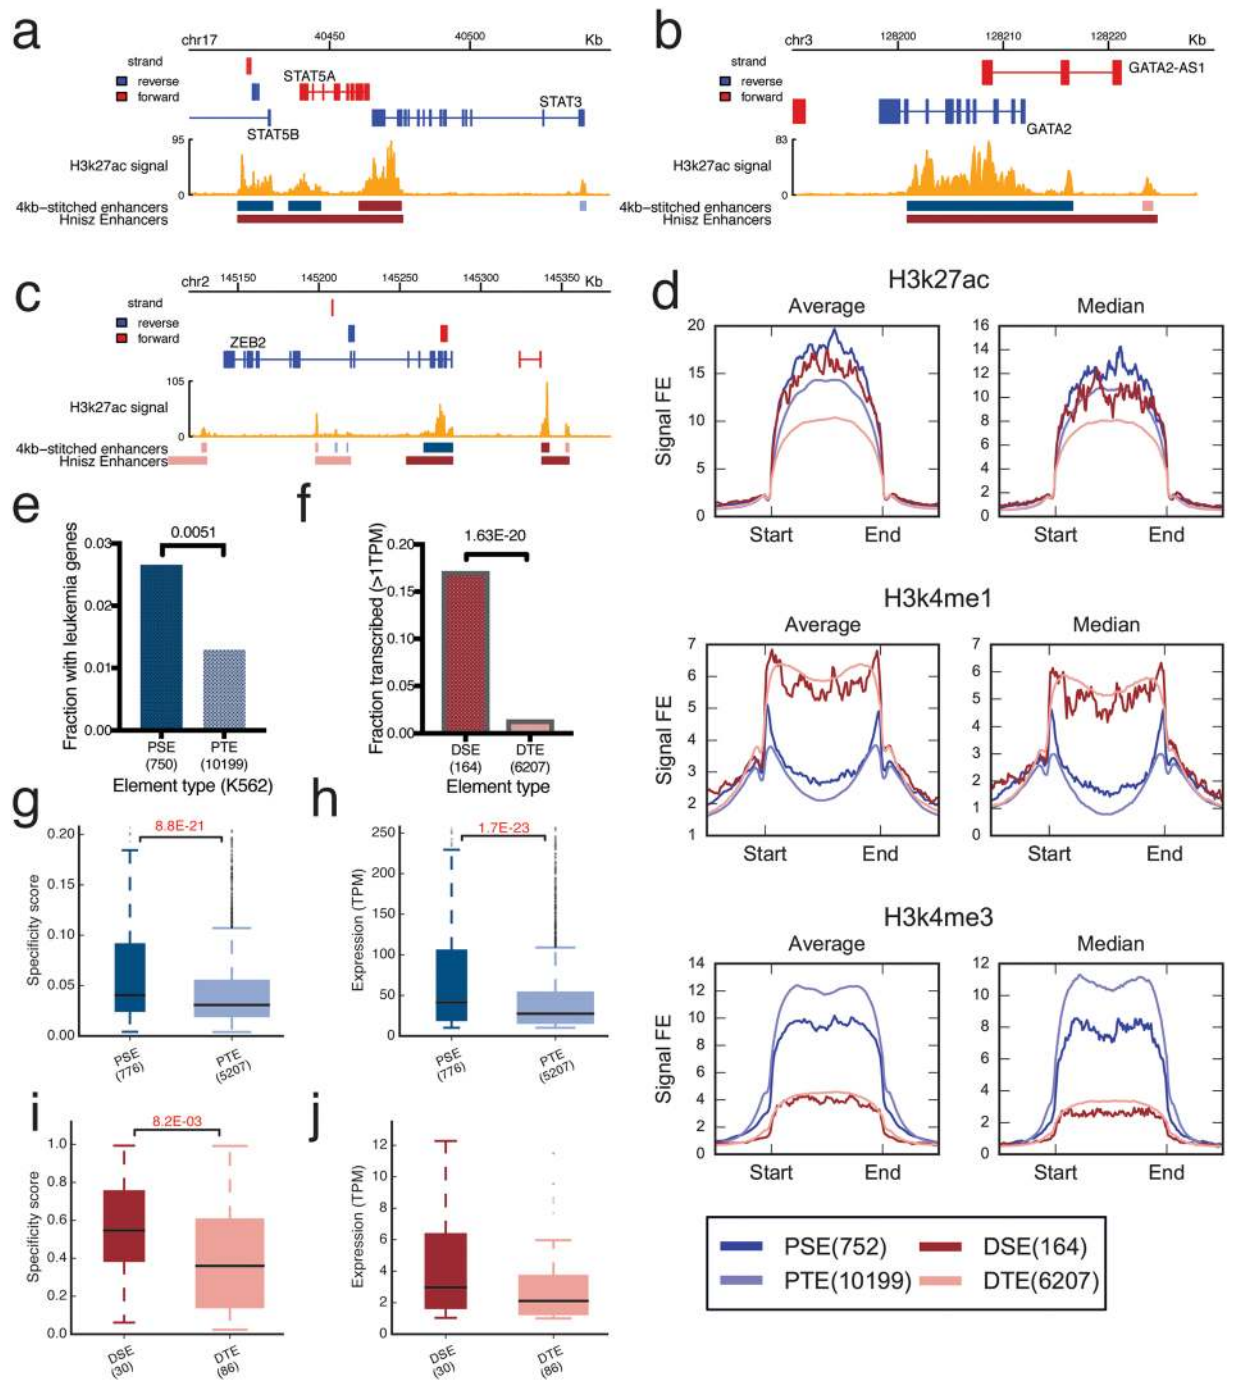 a
chr17
40450
40500
Kb
strand
reverse
forward
STAT5A
STAT3
STAT5B
95
H3k27ac signal
0
4kb-stitched enhancers
Hnisz Enhancers
b
128200
128210
128220
chr3
Kb
strand
reverse
forward
GATA2-AS1
GATA2
83
H3k27ac signal
0
4kb-stitched enhancers
Hnisz Enhancers
c
chr2
145150
145200
145250
145300
145350
Kb
strand
reverse
forward
ZEB2
105
H3k27ac signal
0
4kb-stitched enhancers
Hnisz Enhancers
d
H3k27ac
Average
Median
Signal FE
20
15
10
5
0
16
14
12
10
8
6
4
2
0
Start
End
Start
End
H3k4me1
Average
Median
Signal FE
7
6
5
4
3
2
1
7
6
5
4
3
2
1
0
Start
End
Start
End
H3k4me3
Average
Median
Signal FE
14
12
10
8
6
4
2
0
12
10
8
6
4
2
0
Start
End
Start
End
PSE(752)
DSE(164)
PTE(10199)
DTE(6207)
e
Fraction with leukemia genes
0.03
0.02
0.01
0.00
0.0051
PSE
(750)
PTE
(10199)
Element type (K562)
f
Fraction transcribed (>1TPM)
0.20
0.15
0.10
0.05
0.00
1.63E-20
DSE
(164)
DTE
(6207)
Element type
g
Specificity score
0.20
0.15
0.10
0.05
0.00
8.8E-21
PSE
(776)
PTE
(5207)
h
Expression (TPM)
250
200
150
100
50
0
1.7E-23
PSE
(776)
PTE
(5207)
i
Specificity score
1.0
0.8
0.6
0.4
0.2
0.0
8.2E-03
DSE
(30)
DTE
(86)
j
Expression (TPM)
12
10
8
6
4
2
0
DSE
(30)
DTE
(86)